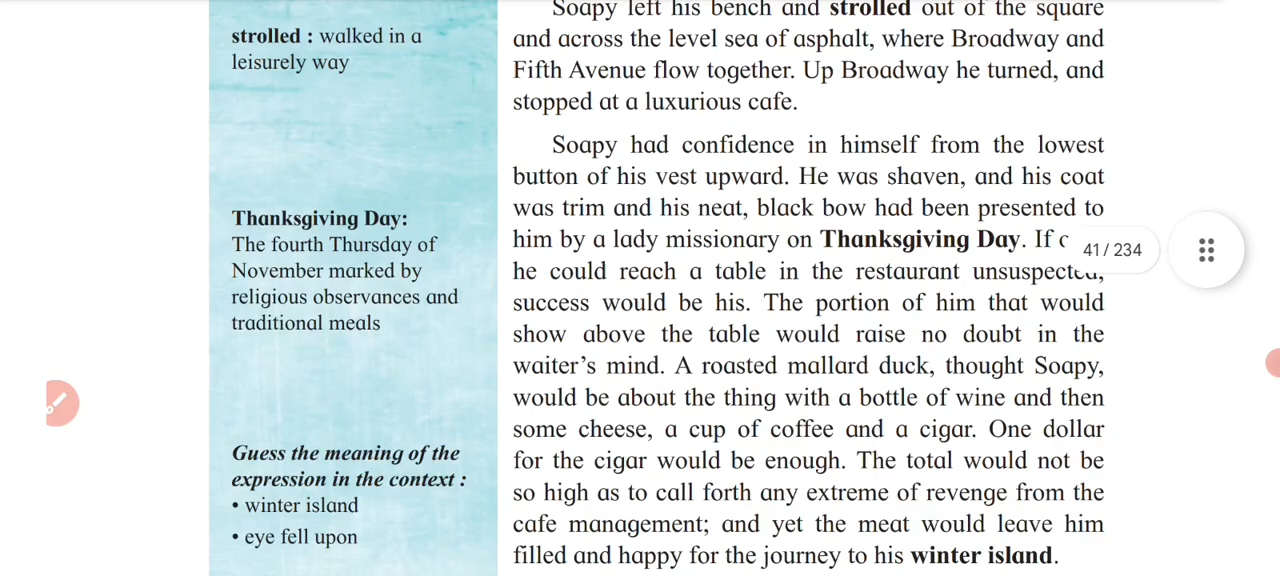 strolled : walked in a
leisurely way
Thanksgiving Day:
The fourth Thursday of
November marked by
religious observances and
traditional meals
Guess the meaning of the
expression in the context :
• winter island
• eye fell upon
Soapy left his bench and strolled out of the square
and across the level sea of asphalt, where Broadway and
Fifth Avenue flow together. Up Broadway he turned, and
stopped at a luxurious cafe.
Soapy had confidence in himself from the lowest
button of his vest upward. He was shaven, and his coat
was trim and his neat, black bow had been presented to
him by a lady missionary on Thanksgiving Day. If
he could reach a table in the restaurant unsuspected,
success would be his. The portion of him that would
show above the table would raise no doubt in the
waiter's mind. A roasted mallard duck, thought Soapy,
would be about the thing with a bottle of wine and then
some cheese, a cup of coffee and a cigar. One dollar
for the cigar would be enough. The total would not be
so high as to call forth any extreme of revenge from the
cafe management; and yet the meat would leave him
filled and happy for the journey to his winter island.
41 / 234